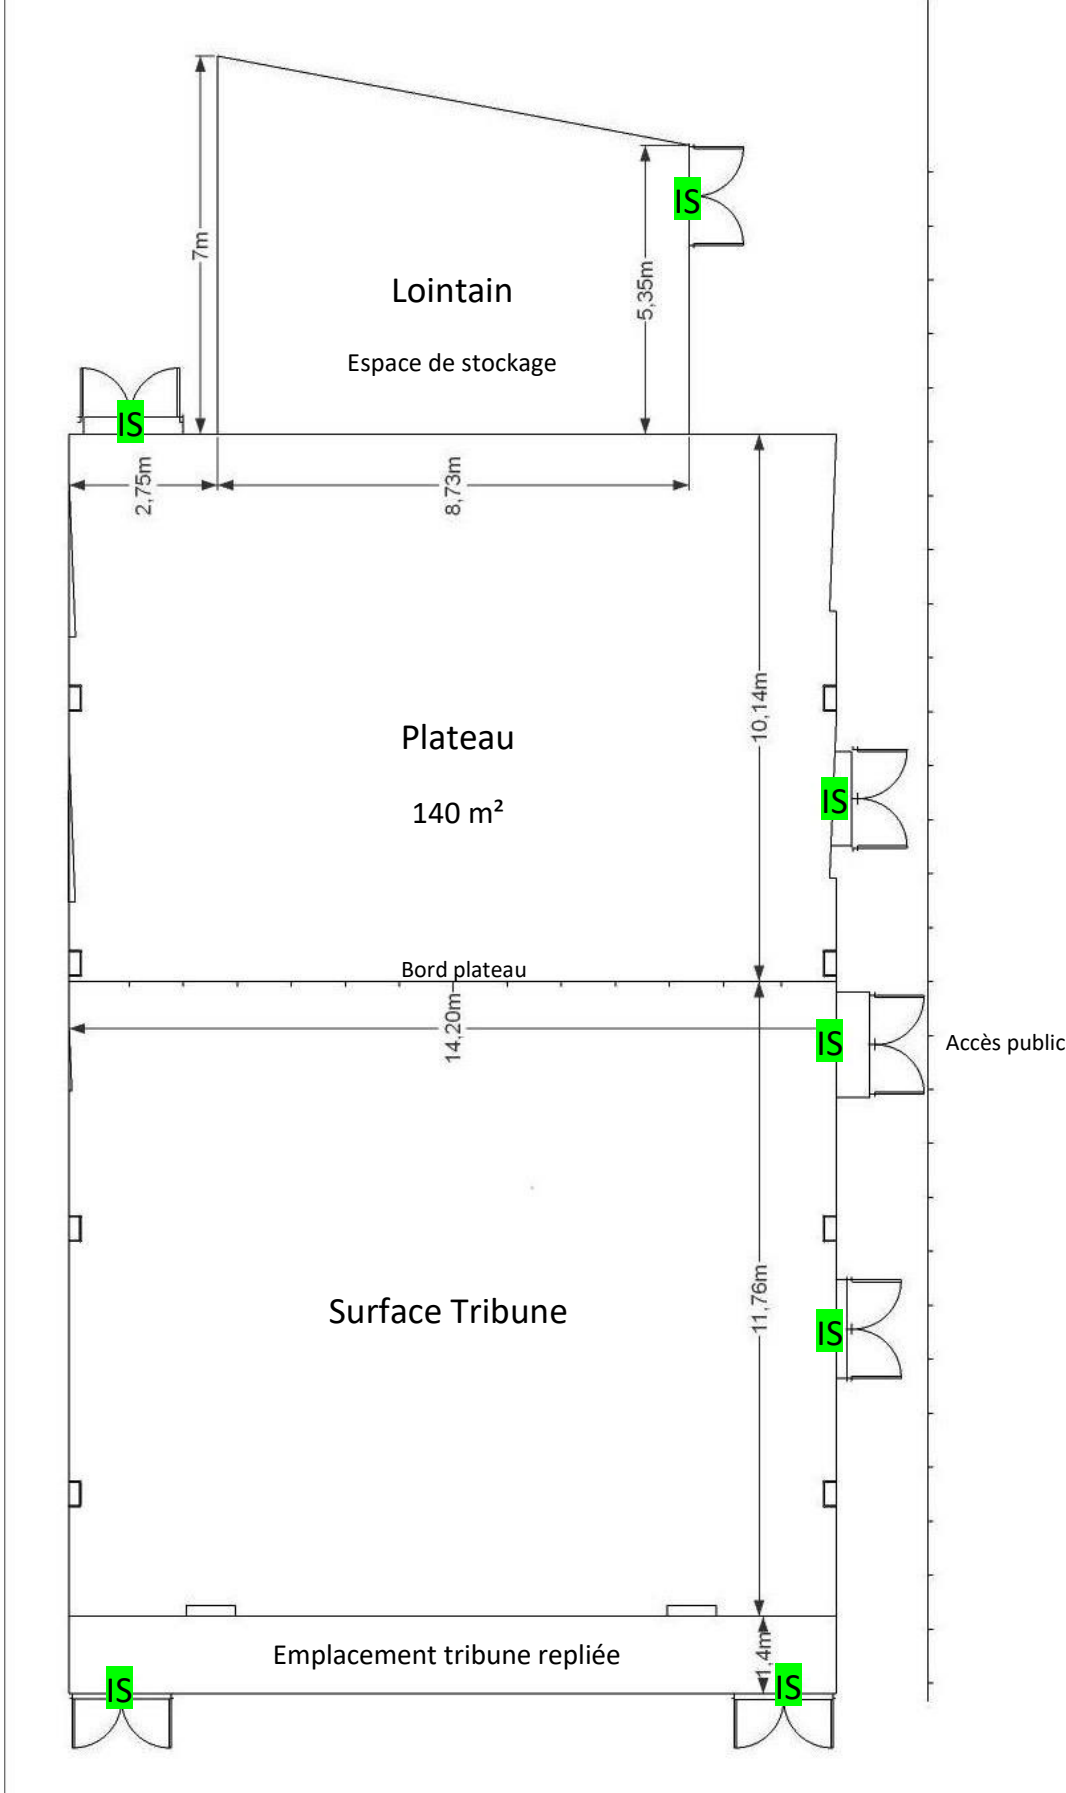 7m
IS
5,35m
Lointain
Espace de stockage
IS
2,75m
8,73m
10,14m
Plateau
140 m²
IS
Bord plateau
14,20m
IS
Accès public
11,76m
Surface Tribune
IS
Emplacement tribune repliée
1,4m
IS
IS